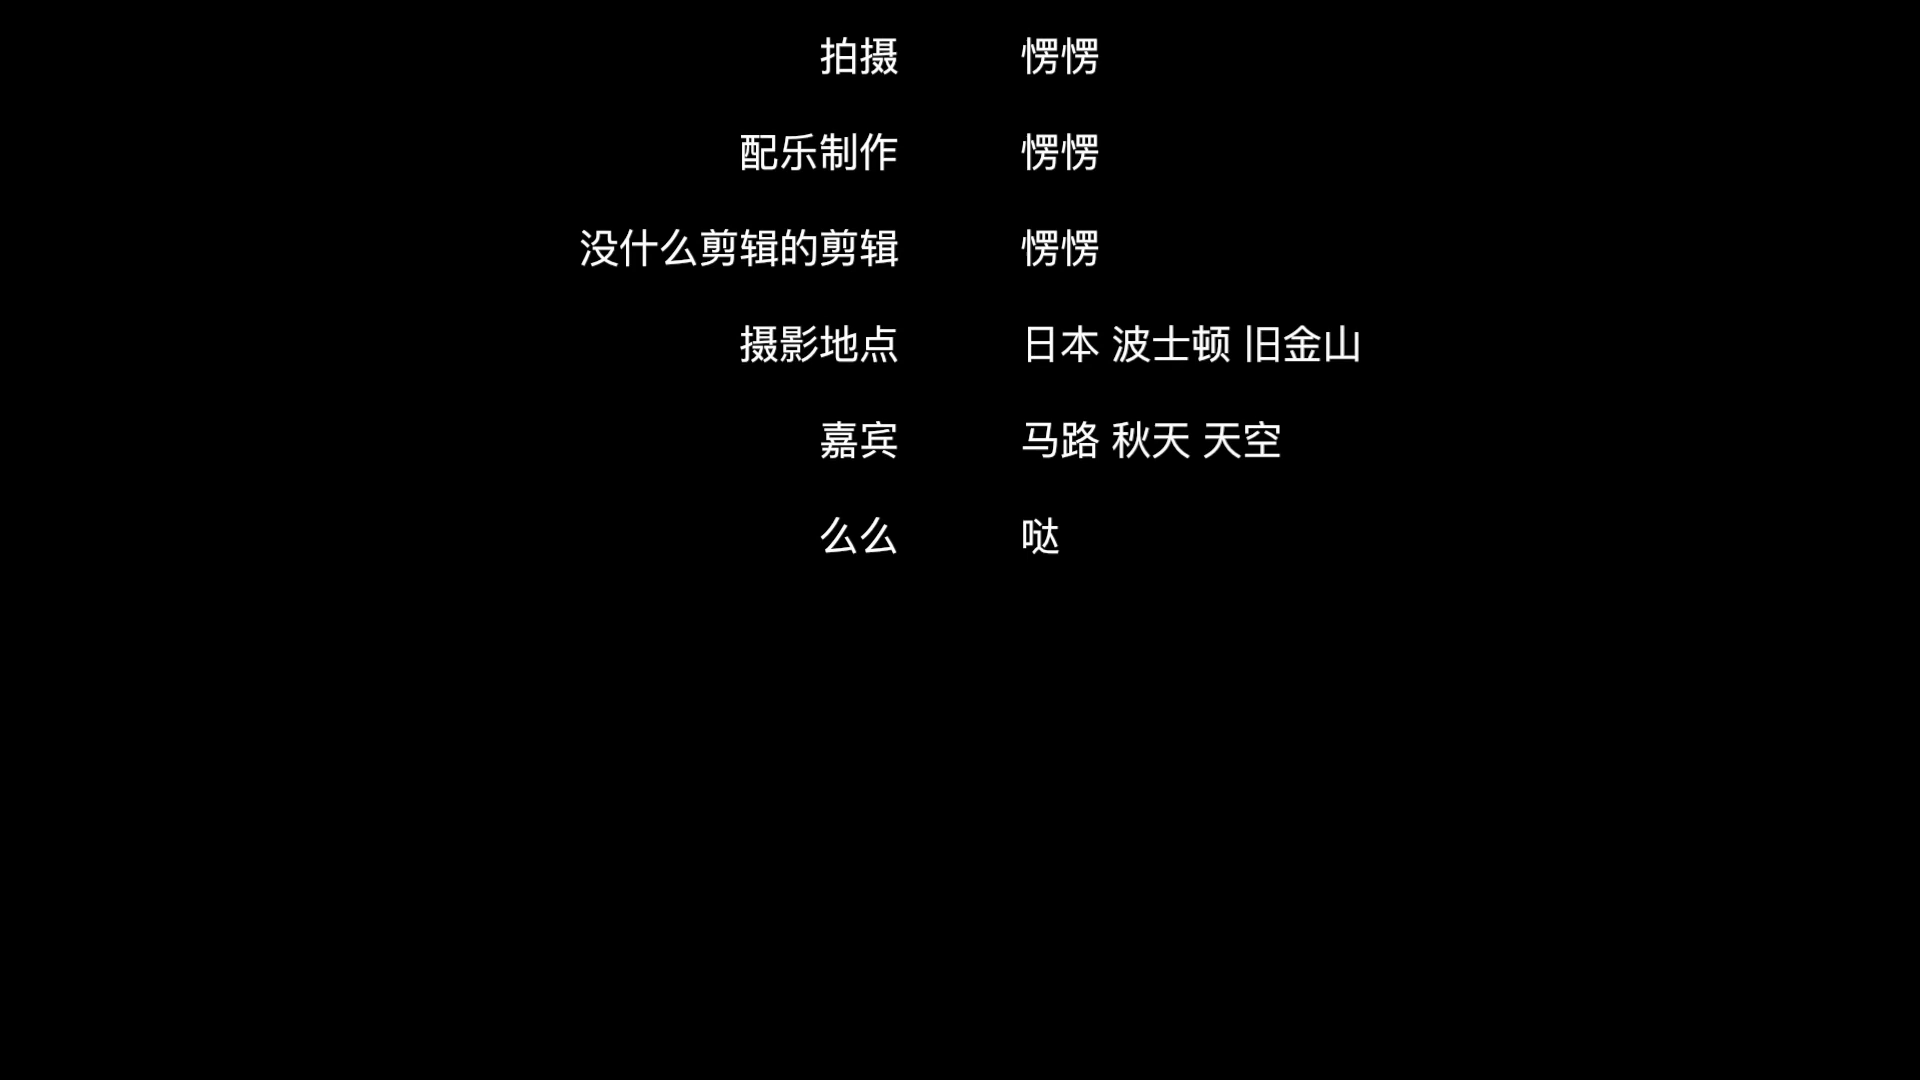 拍摄 愣愣
配乐制作 愣愣
没什么剪辑的剪辑 愣愣
摄影地点 日本 波士顿 旧金山
嘉宾 马路 秋天 天空
么么 哒